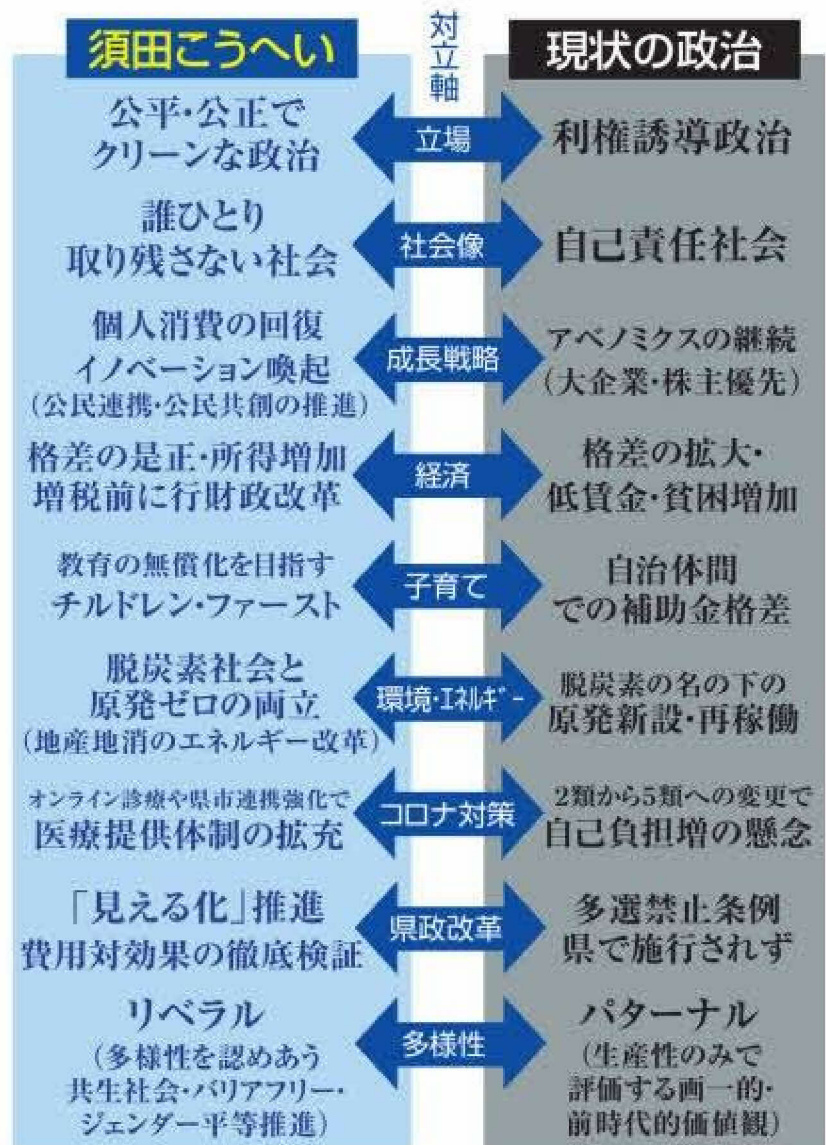 須田こうへい
対立軸
現状の政治
公平・公正で
クリーンな政治
立場
利権誘導政治
誰ひとり
取り残さない社会
社会像
自己責任社会
個人消費の回復
イノベーション喚起
(公民連携・公民共創の推進)
成長戦略
アベノミクスの継続
(大企業・株主優先)
格差の是正・所得増加
増税前に行財政改革
経済
格差の拡大・
低賃金・貧困増加
教育の無償化を目指す
チルドレン・ファースト
子育て
自治体間
での補助金格差
脱炭素社会と
原発ゼロの両立
(地産地消のエネルギー改革)
環境・エネルギー
脱炭素の名の下の
原発新設・再稼働
オンライン診療や県市連携強化で
医療提供体制の拡充
コロナ対策
2類から5類への変更で
自己負担増の懸念
「見える化」推進
費用対効果の徹底検証
県政改革
多選禁止条例
県で施行されず
リベラル
(多様性を認めあう
共生社会・バリアフリー・
ジェンダー平等推進)
多様性
パターナル
(生産性のみで
評価する画一的・
前時代的価値観)